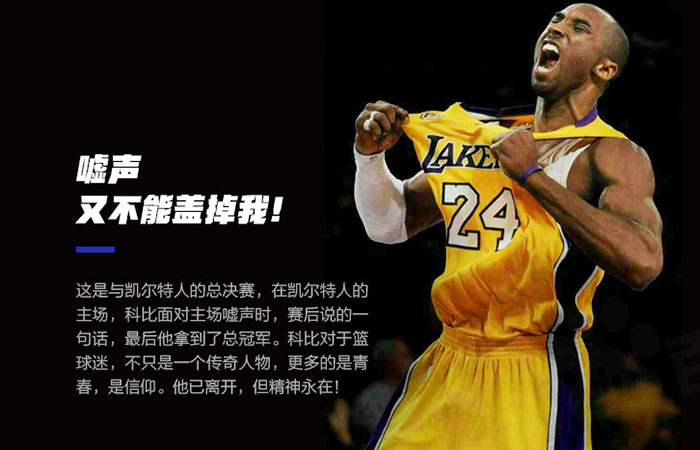 嘘声
又不能盖掉我！
这是与凯尔特人的总决赛，在凯尔特人的
主场，科比面对主场嘘声时，赛后说的一
句话，最后他拿到了总冠军。科比对于篮
球迷，不只是一个传奇人物，更多的是青
春，是信仰。他已离开，但精神永在！
LAKE
24